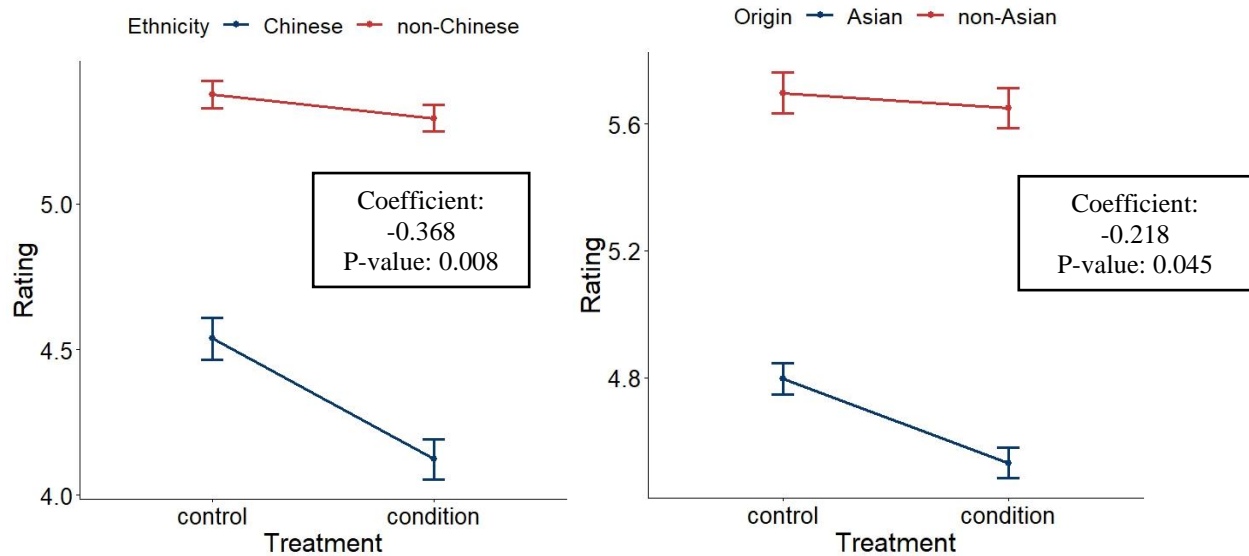 Ethnicity Chinese non-Chinese
Rating
5.0
4.5
4.0
Coefficient:
-0.368
P-value: 0.008
control condition
Treatment
Origin Asian non-Asian
Rating
5.6
5.2
4.8
Coefficient:
-0.218
P-value: 0.045
control condition
Treatment